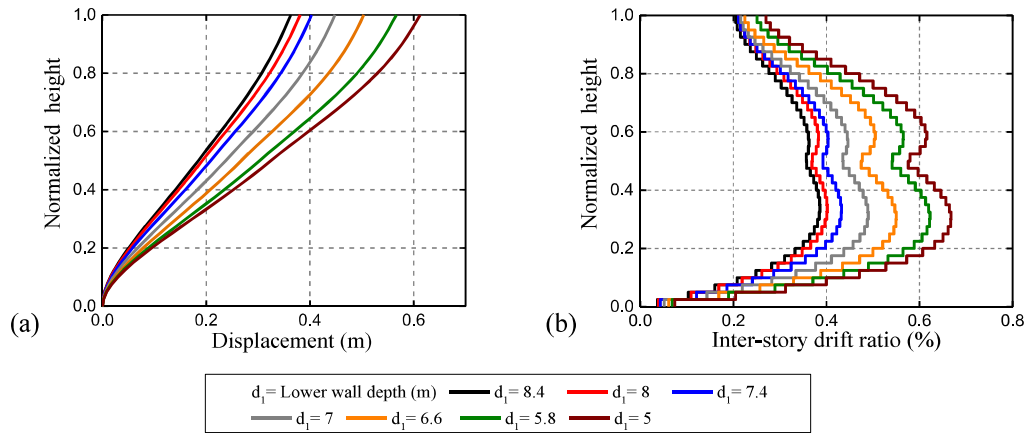 1.0
0.8
0.6
0.4
0.2
0.0
Normalized height
0.0 0.2 0.4 0.6
(a)
Displacement (m)
1.0
0.8
0.6
0.4
0.2
0.0
Normalized height
0.0 0.2 0.4 0.6 0.8
(b)
Inter-story drift ratio (%)
d₁= Lower wall depth (m) d₁= 8.4 d₁= 8 d₁= 7.4
d₁= 7 d₁= 6.6 d₁= 5.8 d₁= 5